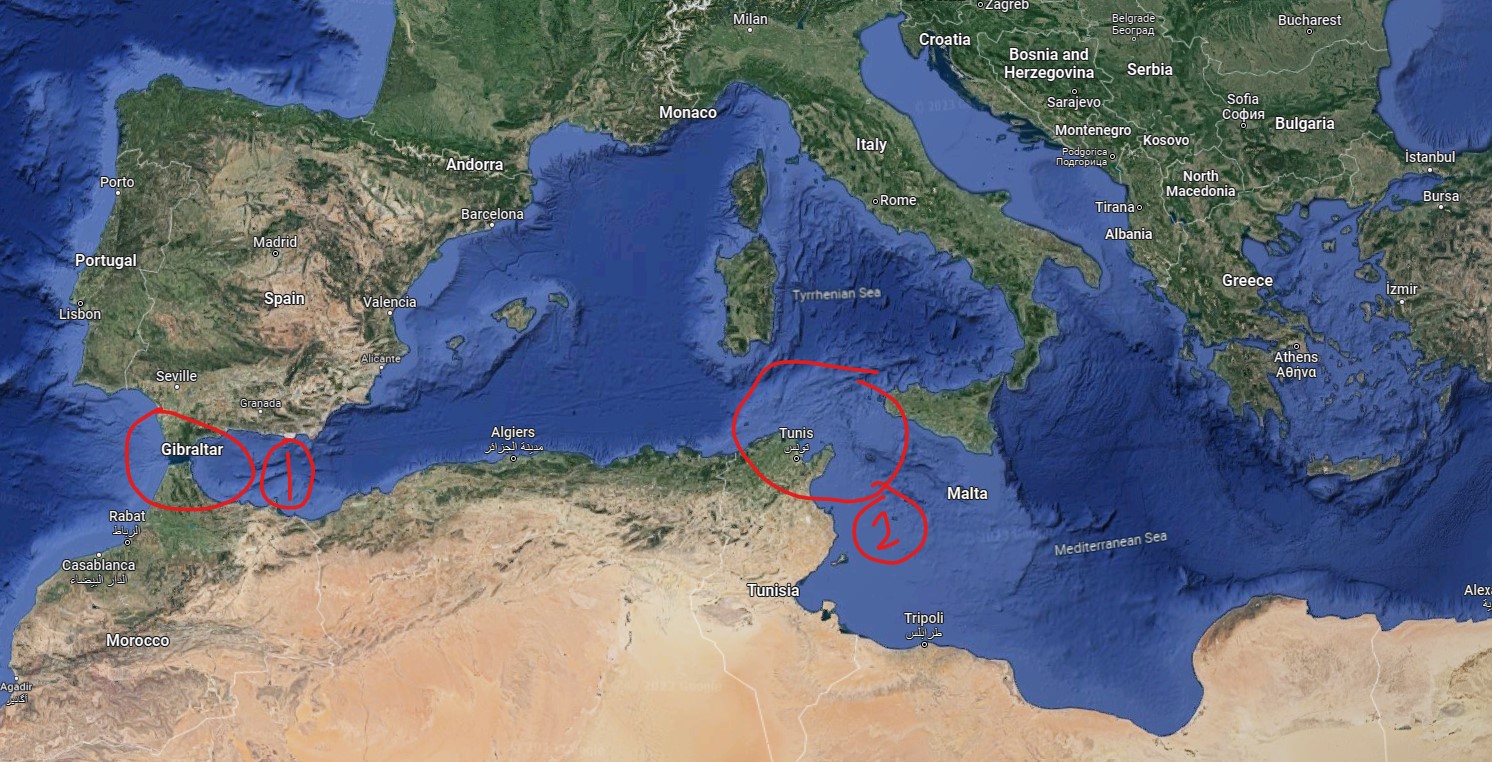 Zagreb
Milan
Belgrade
Београд
Bucharest
Croatia
Bosnia and
Herzegovina
Serbia
Monaco
Sarajevo
Sofia
София
Bulgaria
Italy
Montenegro
Kosovo
Podgorica
Подгорица
İstanbul
Andorra
Porto
North
Macedonia
Bursa
Rome
Barcelona
Tirana
Albania
Madrid
Portugal
Greece
Tyrrhenian Sea
İzmir
Spain
Valencia
Lisbon
Alicante
Athens
Αθήνα
Seville
Granada
Gibraltar
1
Algiers
مدينة الجزائر
Tunis
تونس
Malta
2
Rabat
الرباط
Mediterranean Sea
Casablanca
الدار البيضاء
Tunisia
Tripoli
طرابلس
Morocco
Agadir
أكادير